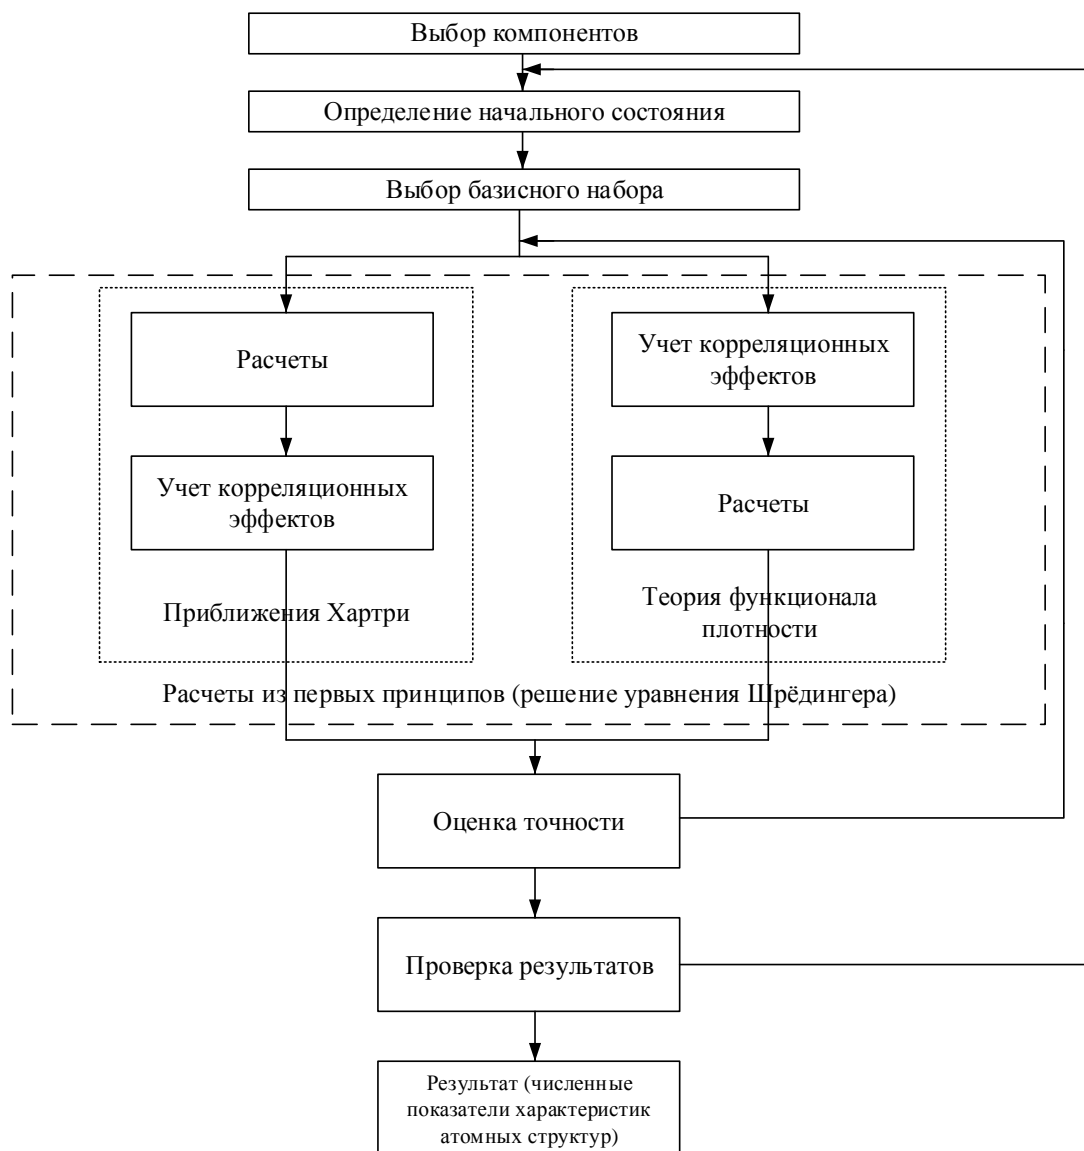 Выбор компонентов
Определение начального состояния
Выбор базисного набора
Расчеты
Учет корреляционных
эффектов
Приближения Хартри
Учет корреляционных
эффектов
Расчеты
Теория функционала
плотности
Расчеты из первых принципов (решение уравнения Шрёдингера)
Оценка точности
Проверка результатов
Результат (численные
показатели характеристик
атомных структур)